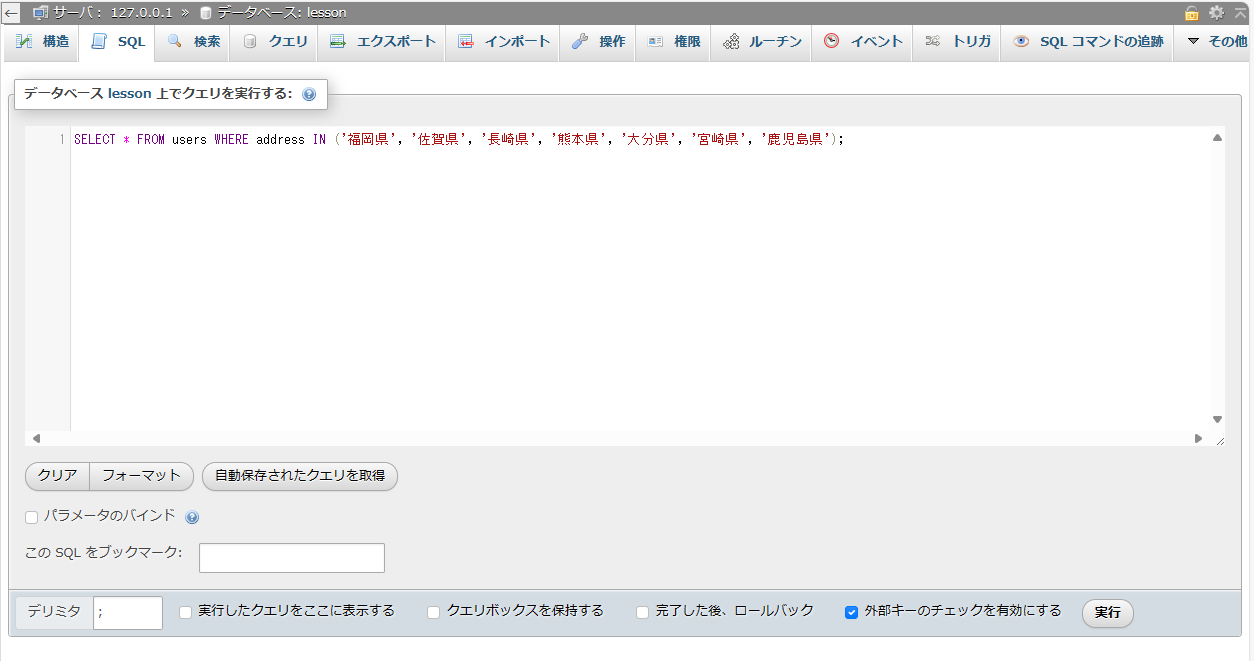 サーバ: 127.0.0.1 » データベース: lesson
構造 SQL 検索 クエリ エクスポート インポート 操作 権限 ルーチン イベント トリガ SQL コマンドの追跡 その他
データベース lesson 上でクエリを実行する:
1 SELECT * FROM users WHERE address IN ('福岡県', '佐賀県', '長崎県', '熊本県', '大分県', '宮崎県', '鹿児島県');
クリア フォーマット 自動保存されたクエリを取得
パラメータのバインド
この SQL をブックマーク:
デリミタ ; 実行したクエリをここに表示する クエリボックスを保持する 完了した後、ロールバック 外部キーのチェックを有効にする 実行